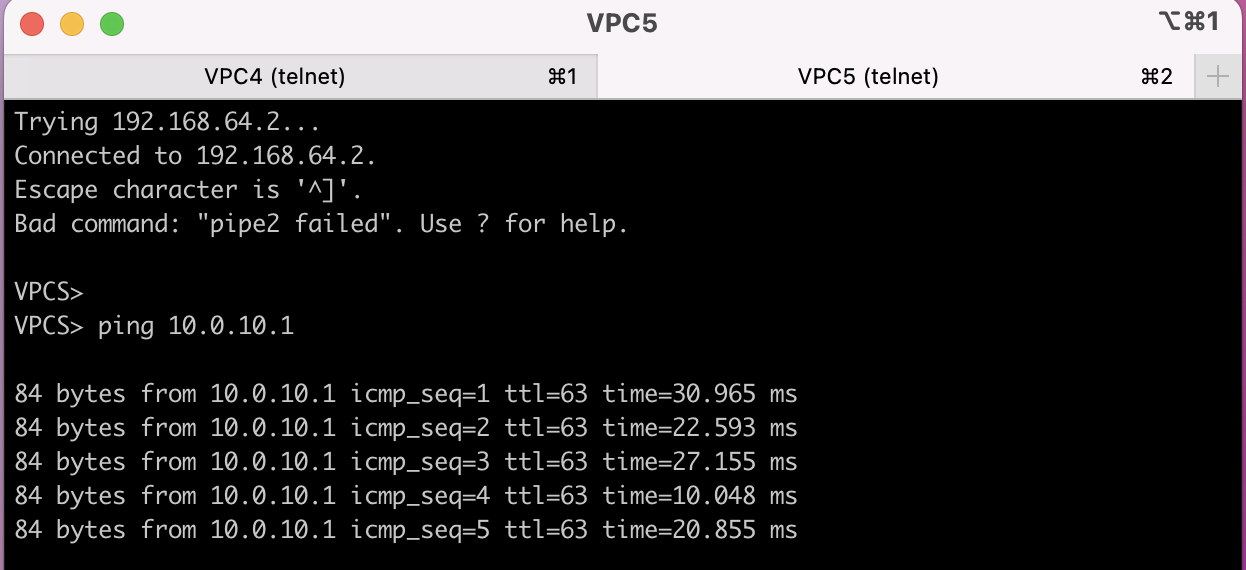 VPC5
⌥⌘1
VPC4 (telnet) ⌘1
VPC5 (telnet) ⌘2
Trying 192.168.64.2...
Connected to 192.168.64.2.
Escape character is '^]'.
Bad command: "pipe2 failed". Use ? for help.
VPCS>
VPCS> ping 10.0.10.1
84 bytes from 10.0.10.1 icmp_seq=1 ttl=63 time=30.965 ms
84 bytes from 10.0.10.1 icmp_seq=2 ttl=63 time=22.593 ms
84 bytes from 10.0.10.1 icmp_seq=3 ttl=63 time=27.155 ms
84 bytes from 10.0.10.1 icmp_seq=4 ttl=63 time=10.048 ms
84 bytes from 10.0.10.1 icmp_seq=5 ttl=63 time=20.855 ms